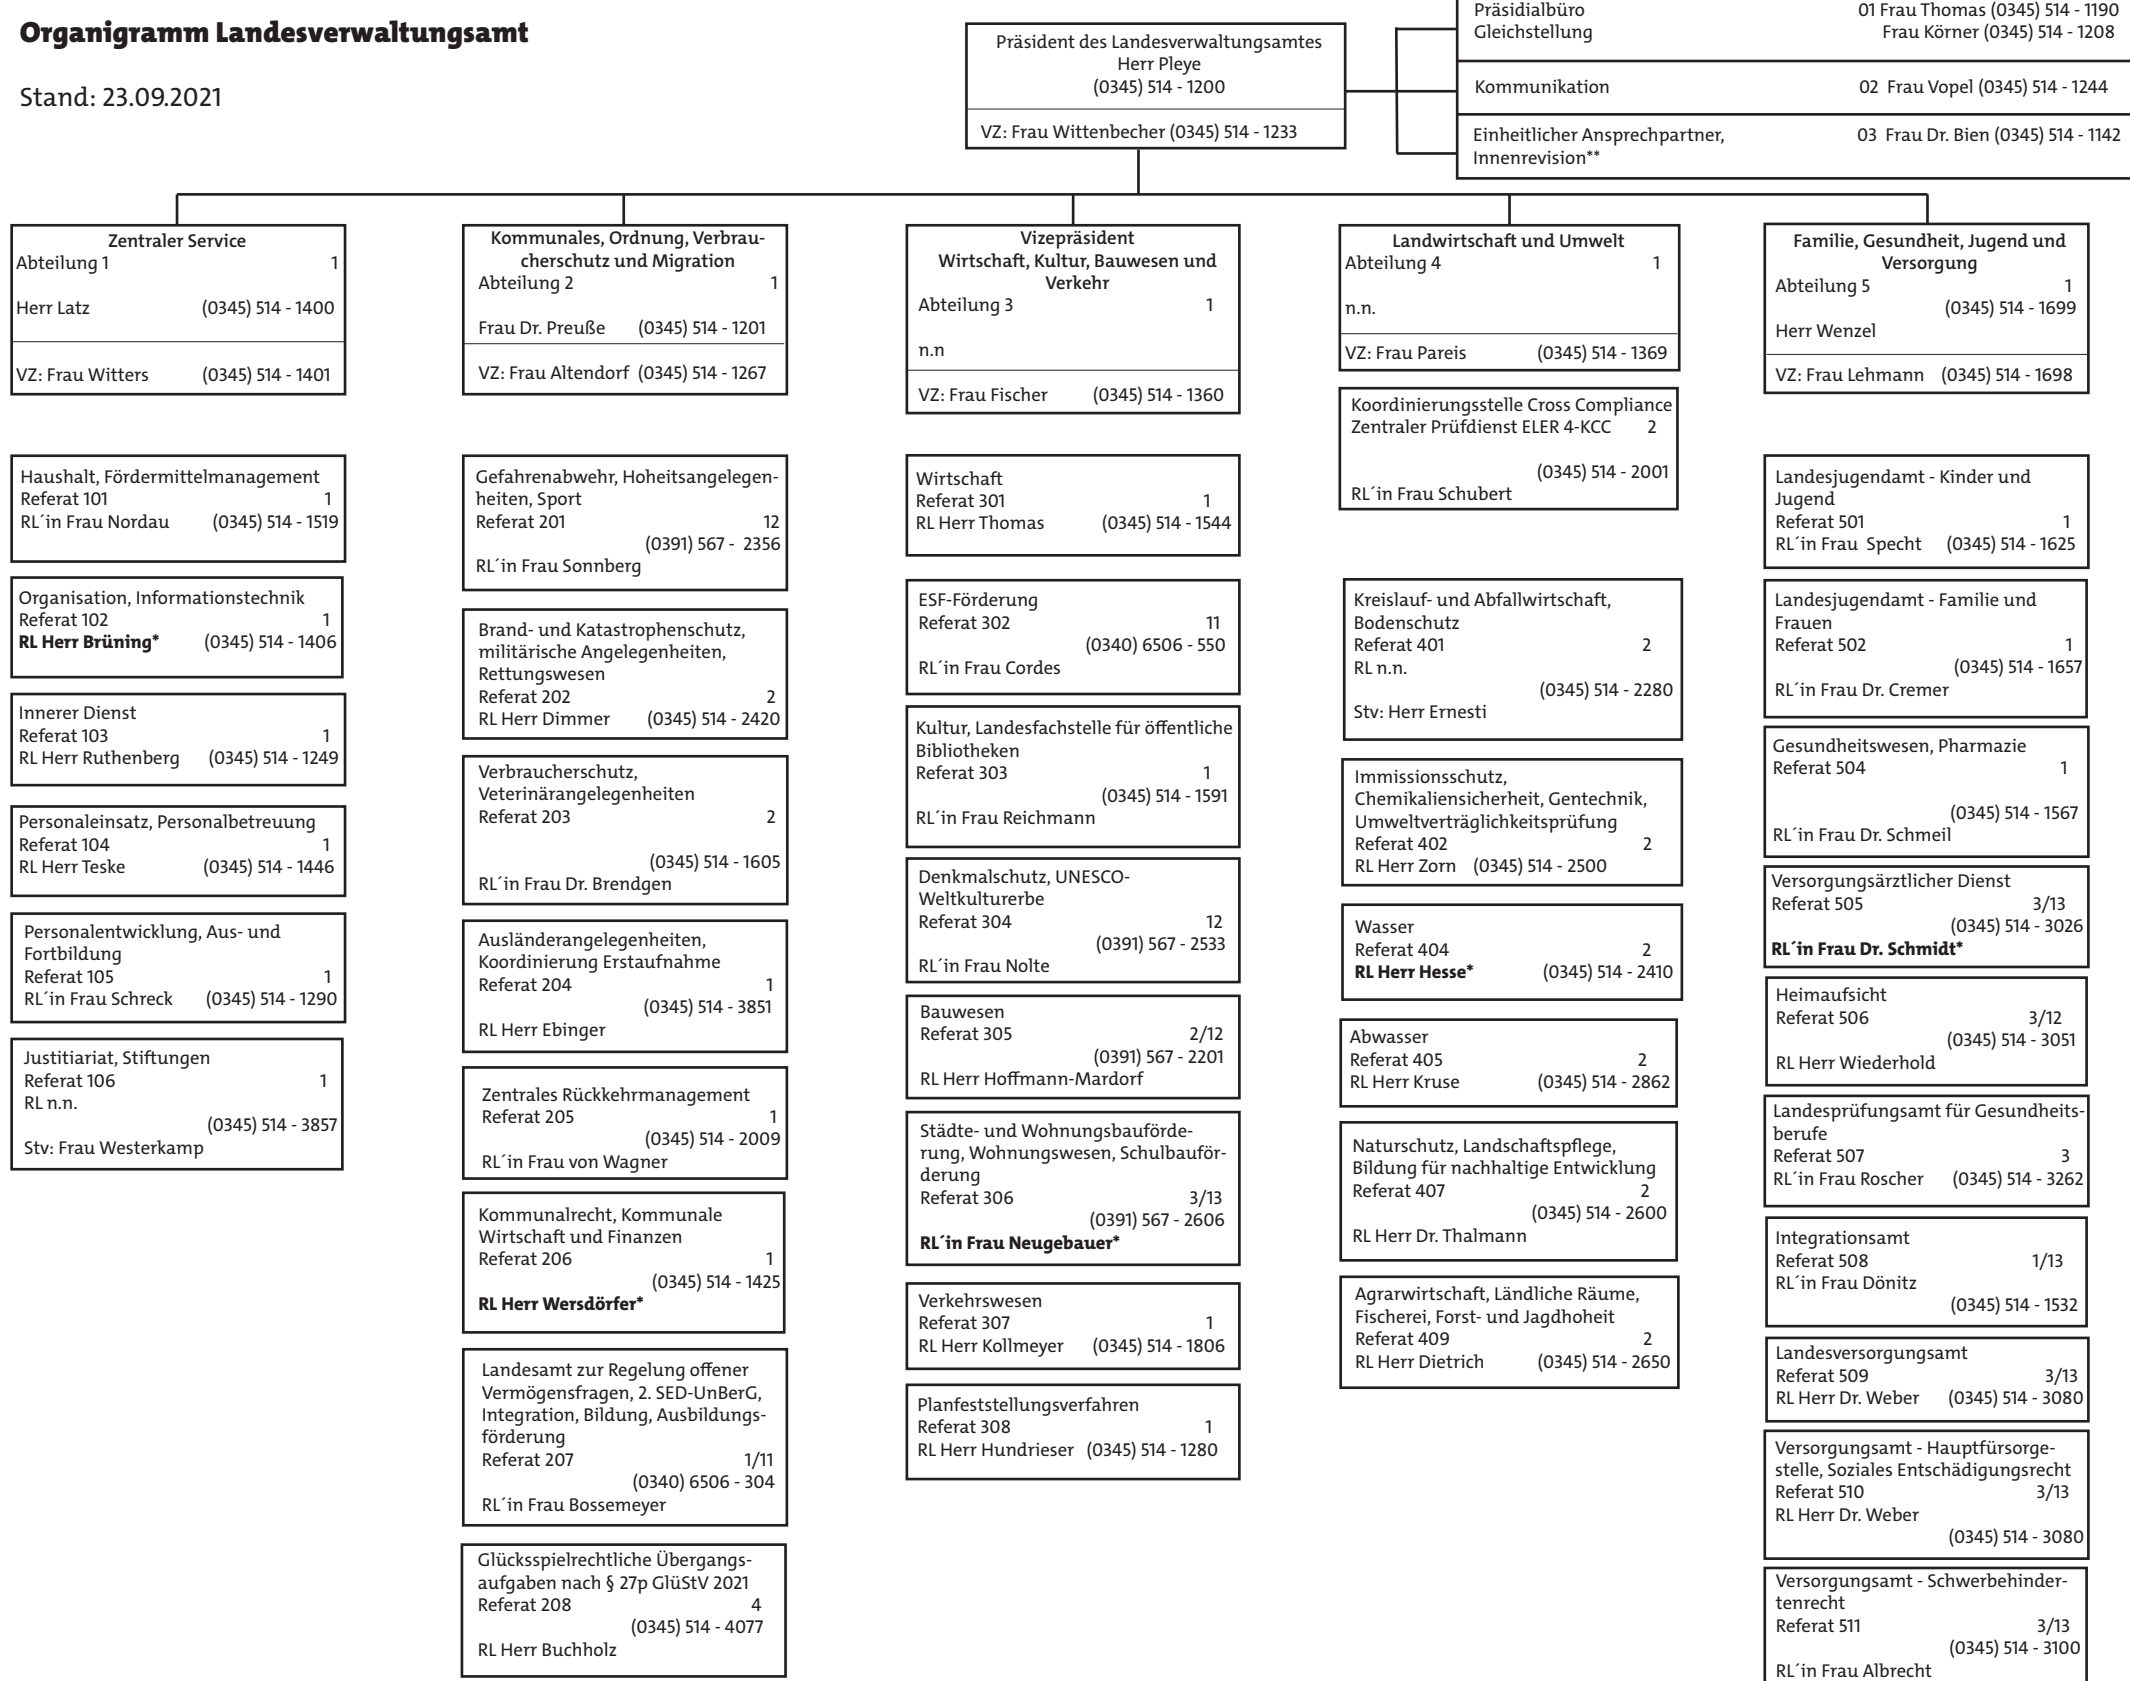 Organigramm Landesverwaltungsamt
Stand: 23.09.2021
Präsident des Landesverwaltungsamtes
Herr Pleye
(0345) 514 - 1200
VZ: Frau Wittenbecher (0345) 514 - 1233
Präsidialbüro 01 Frau Thomas (0345) 514 - 1190
Gleichstellung Frau Körner (0345) 514 - 1208
Kommunikation 02 Frau Vopel (0345) 514 - 1244
Einheitlicher Ansprechpartner, 03 Frau Dr. Bien (0345) 514 - 1142
Innenrevision**
Zentraler Service
Abteilung 1 1
Herr Latz (0345) 514 - 1400
VZ: Frau Witters (0345) 514 - 1401
Haushalt, Fördermittelmanagement
Referat 101 1
RL´in Frau Nordau (0345) 514 - 1519
Organisation, Informationstechnik
Referat 102 1
RL Herr Brüning* (0345) 514 - 1406
Innerer Dienst
Referat 103 1
RL Herr Ruthenberg (0345) 514 - 1249
Personaleinsatz, Personalbetreuung
Referat 104 1
RL Herr Teske (0345) 514 - 1446
Personalentwicklung, Aus- und
Fortbildung
Referat 105 1
RL´in Frau Schreck (0345) 514 - 1290
Justitiariat, Stiftungen
Referat 106 1
RL n.n.
(0345) 514 - 3857
Stv: Frau Westerkamp
Kommunales, Ordnung, Verbrau-
cherschutz und Migration
Abteilung 2 1
Frau Dr. Preuße (0345) 514 - 1201
VZ: Frau Altendorf (0345) 514 - 1267
Gefahrenabwehr, Hoheitsangelegen-
heiten, Sport
Referat 201 12
(0391) 567 - 2356
RL´in Frau Sonnberg
Brand- und Katastrophenschutz,
militärische Angelegenheiten,
Rettungswesen
Referat 202 2
RL Herr Dimmer (0345) 514 - 2420
Verbraucherschutz,
Veterinärangelegenheiten
Referat 203 2
(0345) 514 - 1605
RL´in Frau Dr. Brendgen
Ausländerangelegenheiten,
Koordinierung Erstaufnahme
Referat 204 1
(0345) 514 - 3851
RL Herr Ebinger
Zentrales Rückkehrmanagement
Referat 205 1
(0345) 514 - 2009
RL´in Frau von Wagner
Kommunalrecht, Kommunale
Wirtschaft und Finanzen
Referat 206 1
(0345) 514 - 1425
RL Herr Wersdörfer*
Landesamt zur Regelung offener
Vermögensfragen, 2. SED-UnBerG,
Integration, Bildung, Ausbildungs-
förderung
Referat 207 1/11
(0340) 6506 - 304
RL´in Frau Bossemeyer
Glücksspielrechtliche Übergangs-
aufgaben nach § 27p GlüStV 2021
Referat 208 4
(0345) 514 - 4077
RL Herr Buchholz
Vizepräsident
Wirtschaft, Kultur, Bauwesen und
Verkehr
Abteilung 3 1
n.n
VZ: Frau Fischer (0345) 514 - 1360
Wirtschaft
Referat 301 1
RL Herr Thomas (0345) 514 - 1544
ESF-Förderung
Referat 302 11
(0340) 6506 - 550
RL´in Frau Cordes
Kultur, Landesfachstelle für öffentliche
Bibliotheken
Referat 303 1
(0345) 514 - 1591
RL´in Frau Reichmann
Denkmalschutz, UNESCO-
Weltkulturerbe
Referat 304 12
(0391) 567 - 2533
RL´in Frau Nolte
Bauwesen
Referat 305 2/12
(0391) 567 - 2201
RL Herr Hoffmann-Mardorf
Städte- und Wohnungsbauförde-
rung, Wohnungswesen, Schulbauför-
derung
Referat 306 3/13
(0391) 567 - 2606
RL´in Frau Neugebauer*
Verkehrswesen
Referat 307 1
RL Herr Kollmeyer (0345) 514 - 1806
Planfeststellungsverfahren
Referat 308 1
RL Herr Hundrieser (0345) 514 - 1280
Landwirtschaft und Umwelt
Abteilung 4 1
n.n.
VZ: Frau Pareis (0345) 514 - 1369
Koordinierungsstelle Cross Compliance
Zentraler Prüfdienst ELER 4-KCC 2
(0345) 514 - 2001
RL´in Frau Schubert
Kreislauf- und Abfallwirtschaft,
Bodenschutz
Referat 401 2
RL n.n.
(0345) 514 - 2280
Stv: Herr Ernesti
Immissionsschutz,
Chemikaliensicherheit, Gentechnik,
Umweltverträglichkeitsprüfung
Referat 402 2
RL Herr Zorn (0345) 514 - 2500
Wasser
Referat 404 2
RL Herr Hesse* (0345) 514 - 2410
Abwasser
Referat 405 2
RL Herr Kruse (0345) 514 - 2862
Naturschutz, Landschaftspflege,
Bildung für nachhaltige Entwicklung
Referat 407 2
(0345) 514 - 2600
RL Herr Dr. Thalmann
Agrarwirtschaft, Ländliche Räume,
Fischerei, Forst- und Jagdhoheit
Referat 409 2
RL Herr Dietrich (0345) 514 - 2650
Familie, Gesundheit, Jugend und
Versorgung
Abteilung 5 1
(0345) 514 - 1699
Herr Wenzel
VZ: Frau Lehmann (0345) 514 - 1698
Landesjugendamt - Kinder und
Jugend
Referat 501 1
RL´in Frau Specht (0345) 514 - 1625
Landesjugendamt - Familie und
Frauen
Referat 502 1
(0345) 514 - 1657
RL´in Frau Dr. Cremer
Gesundheitswesen, Pharmazie
Referat 504 1
(0345) 514 - 1567
RL´in Frau Dr. Schmeil
Versorgungsärztlicher Dienst
Referat 505 3/13
(0345) 514 - 3026
RL´in Frau Dr. Schmidt*
Heimaufsicht
Referat 506 3/12
(0345) 514 - 3051
RL Herr Wiederhold
Landesprüfungsamt für Gesundheits-
berufe
Referat 507 3
RL´in Frau Roscher (0345) 514 - 3262
Integrationsamt
Referat 508 1/13
RL´in Frau Dönitz
(0345) 514 - 1532
Landesversorgungsamt
Referat 509 3/13
RL Herr Dr. Weber (0345) 514 - 3080
Versorgungsamt - Hauptfürsorge-
stelle, Soziales Entschädigungsrecht
Referat 510 3/13
RL Herr Dr. Weber
(0345) 514 - 3080
Versorgungsamt - Schwerbehinder-
tenrecht
Referat 511 3/13
(0345) 514 - 3100
RL´in Frau Albrecht